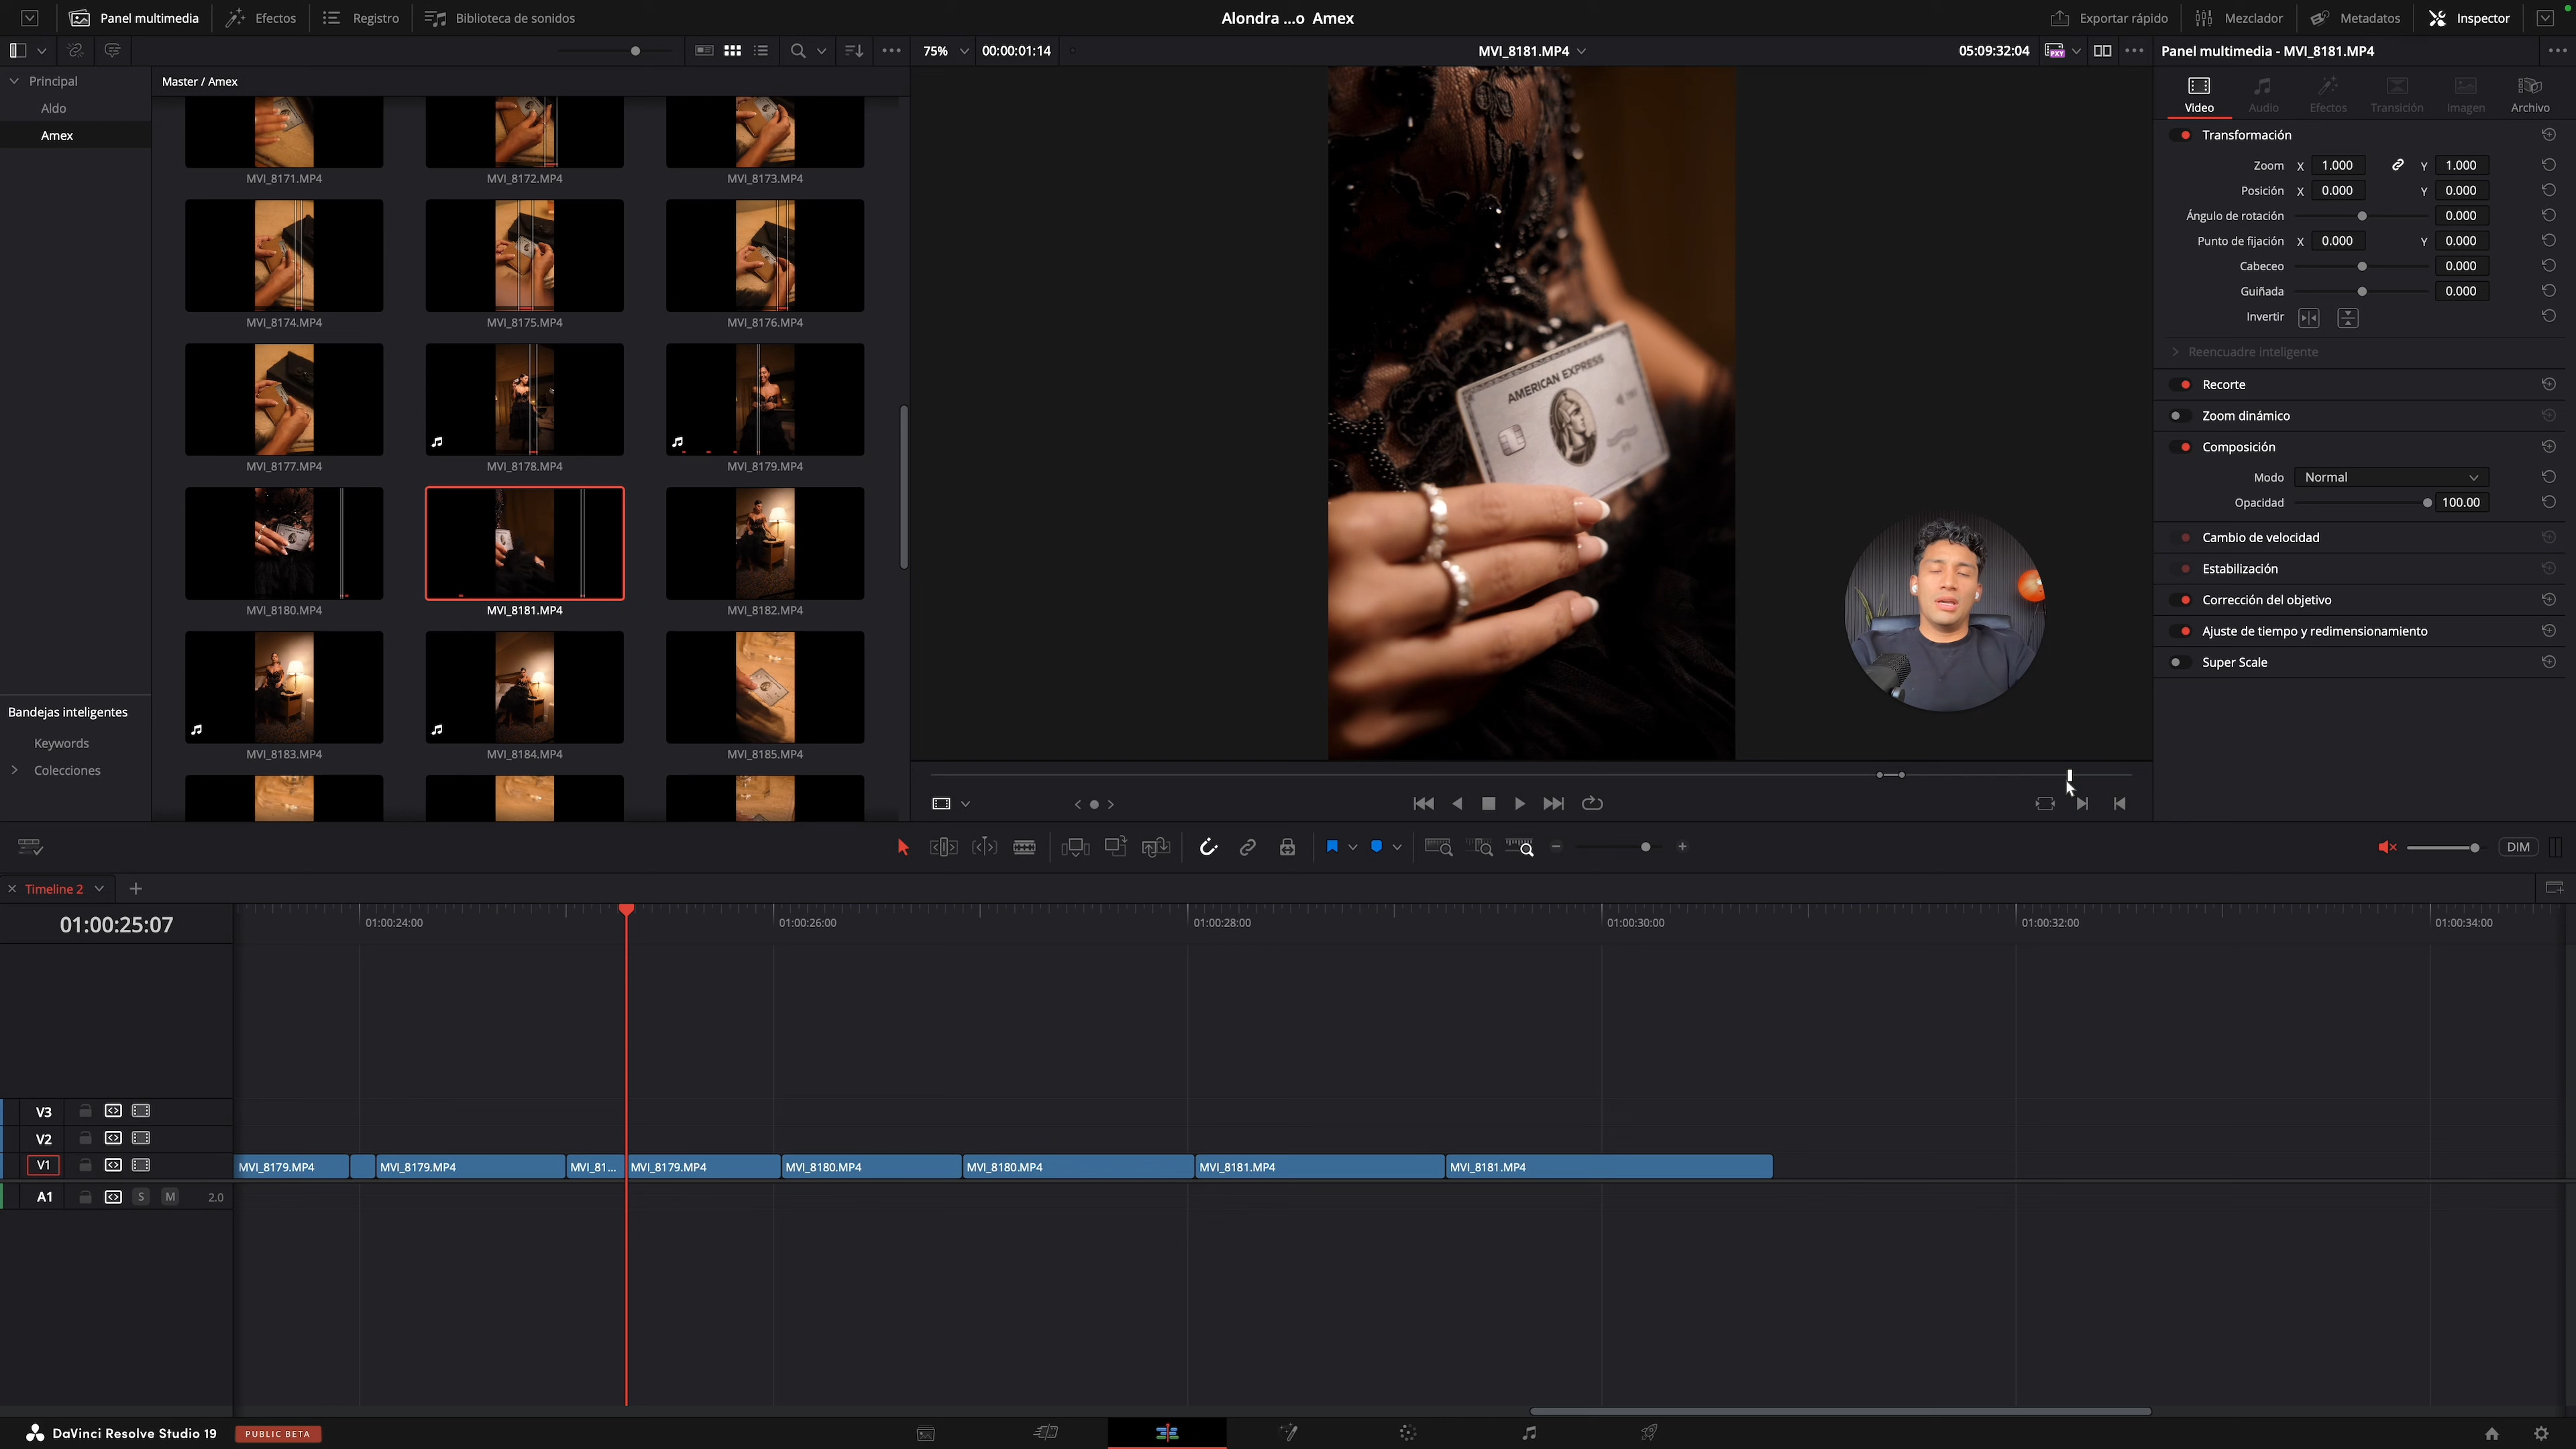 Panel multimedia
Efectos
Registro
Biblioteca de sonidos
Alondra ...o Amex
Exportar rápido
Mezclador
Metadatos
Inspector
75%
00:00:01:14
MVI_8181.MP4
05:09:32:04
PXY
Panel multimedia - MVI_8181.MP4
Principal
Aldo
Amex
Master / Amex
MVI_8171.MP4
MVI_8172.MP4
MVI_8173.MP4
MVI_8174.MP4
MVI_8175.MP4
MVI_8176.MP4
MVI_8177.MP4
MVI_8178.MP4
MVI_8179.MP4
MVI_8180.MP4
MVI_8181.MP4
MVI_8182.MP4
MVI_8183.MP4
MVI_8184.MP4
MVI_8185.MP4
Bandejas inteligentes
Keywords
Colecciones
AMERICAN EXPRESS
Video
Audio
Efectos
Transición
Imagen
Archivo
Transformación
Zoom X 1.000 Y 1.000
Posición X 0.000 Y 0.000
Ángulo de rotación 0.000
Punto de fijación X 0.000 Y 0.000
Cabeceo 0.000
Guiñada 0.000
Invertir
Reencuadre inteligente
Recorte
Zoom dinámico
Composición
Modo Normal
Opacidad 100.00
Cambio de velocidad
Estabilización
Corrección del objetivo
Ajuste de tiempo y redimensionamiento
Super Scale
DIM
Timeline 2
01:00:25:07
01:00:24:00
01:00:26:00
01:00:28:00
01:00:30:00
01:00:32:00
01:00:34:00
V3
V2
V1
MVI_8179.MP4
MVI_8179.MP4
MVI_81...
MVI_8179.MP4
MVI_8180.MP4
MVI_8180.MP4
MVI_8181.MP4
MVI_8181.MP4
A1
S
M
2.0
DaVinci Resolve Studio 19
PUBLIC BETA